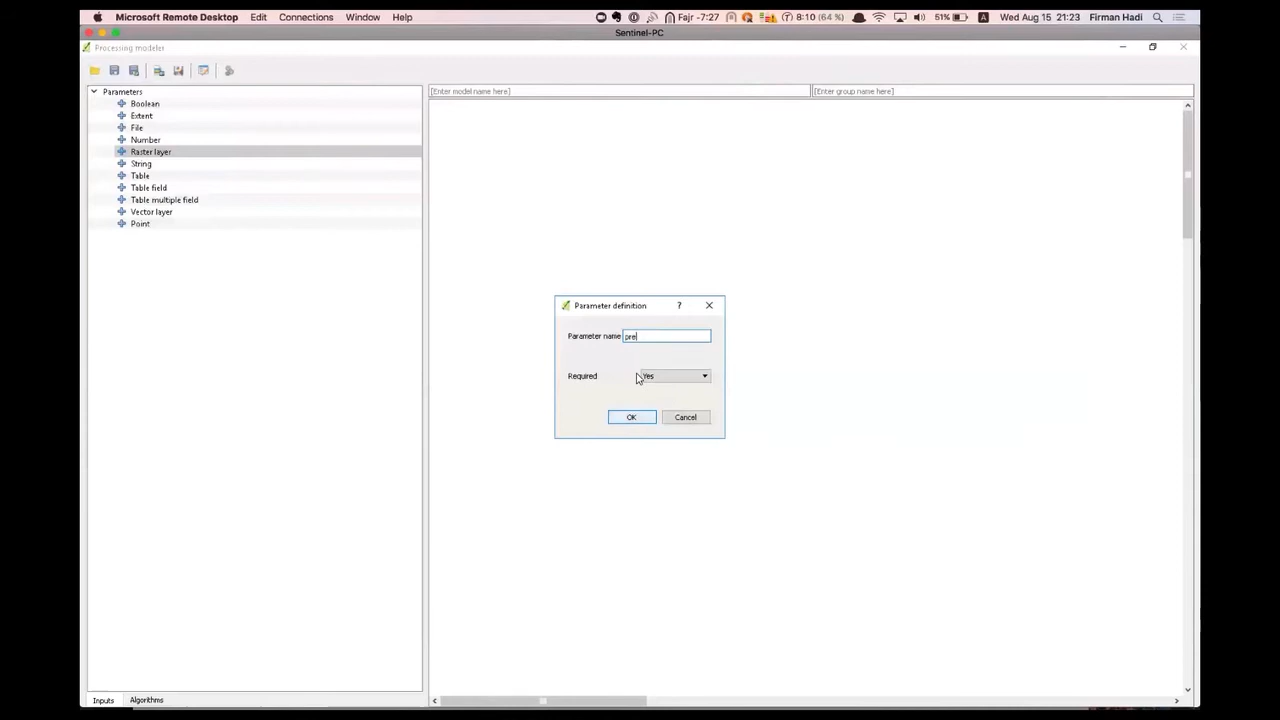 Microsoft Remote Desktop Edit Connections Window Help Fajr -7:27 8:10 (64 %) 51% A Wed Aug 15 21:23 Firman Hadi
Sentinel-PC
Processing modeler
Parameters
[Enter model name here] [Enter group name here]
Boolean
Extent
File
Number
Raster layer
String
Table
Table field
Table multiple field
Vector layer
Point
Parameter definition ?
Parameter name pre
Required Yes
OK Cancel
Inputs Algorithms